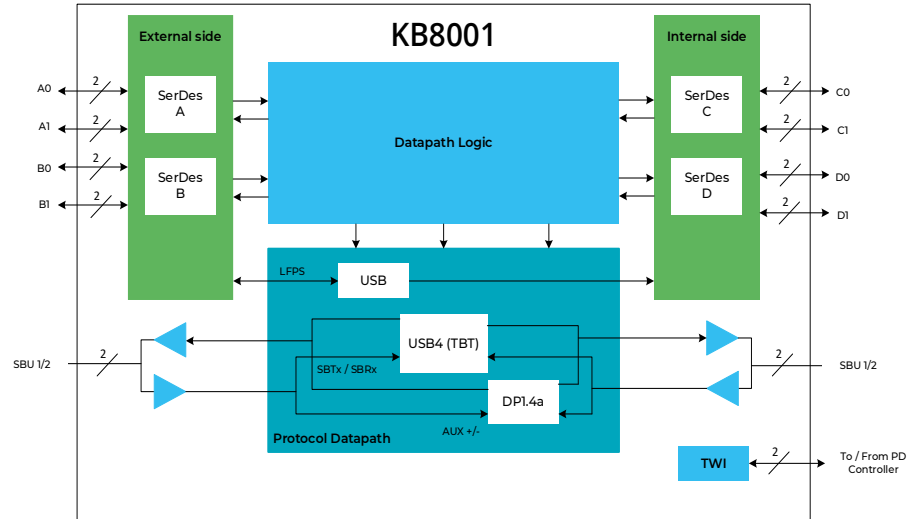 KB8001
External side
Internal side
A0
2
SerDes
A
A1
2
B0
2
SerDes
B
B1
2
Datapath Logic
SerDes
C
2
C0
2
C1
SerDes
D
2
D0
2
D1
LFPS
USB
USB4 (TBT)
SBTx / SBRx
DP1.4a
AUX +/-
Protocol Datapath
SBU 1/2
2
2
SBU 1/2
TWI
2
To / From PD
Controller